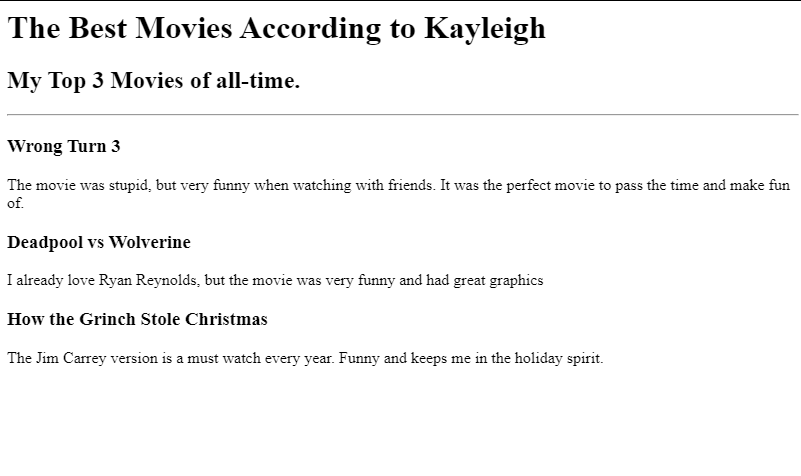 The Best Movies According to Kayleigh
My Top 3 Movies of all-time.
Wrong Turn 3
The movie was stupid, but very funny when watching with friends. It was the perfect movie to pass the time and make fun
of.
Deadpool vs Wolverine
I already love Ryan Reynolds, but the movie was very funny and had great graphics
How the Grinch Stole Christmas
The Jim Carrey version is a must watch every year. Funny and keeps me in the holiday spirit.